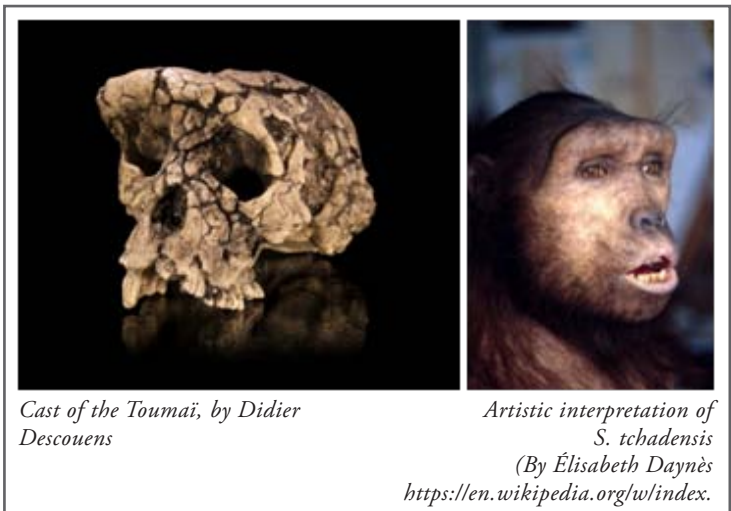 Cast of the Toumaï, by Didier
Descouens
Artistic interpretation of
S. tchadensis
(By Élisabeth Daynès
https://en.wikipedia.org/w/index.